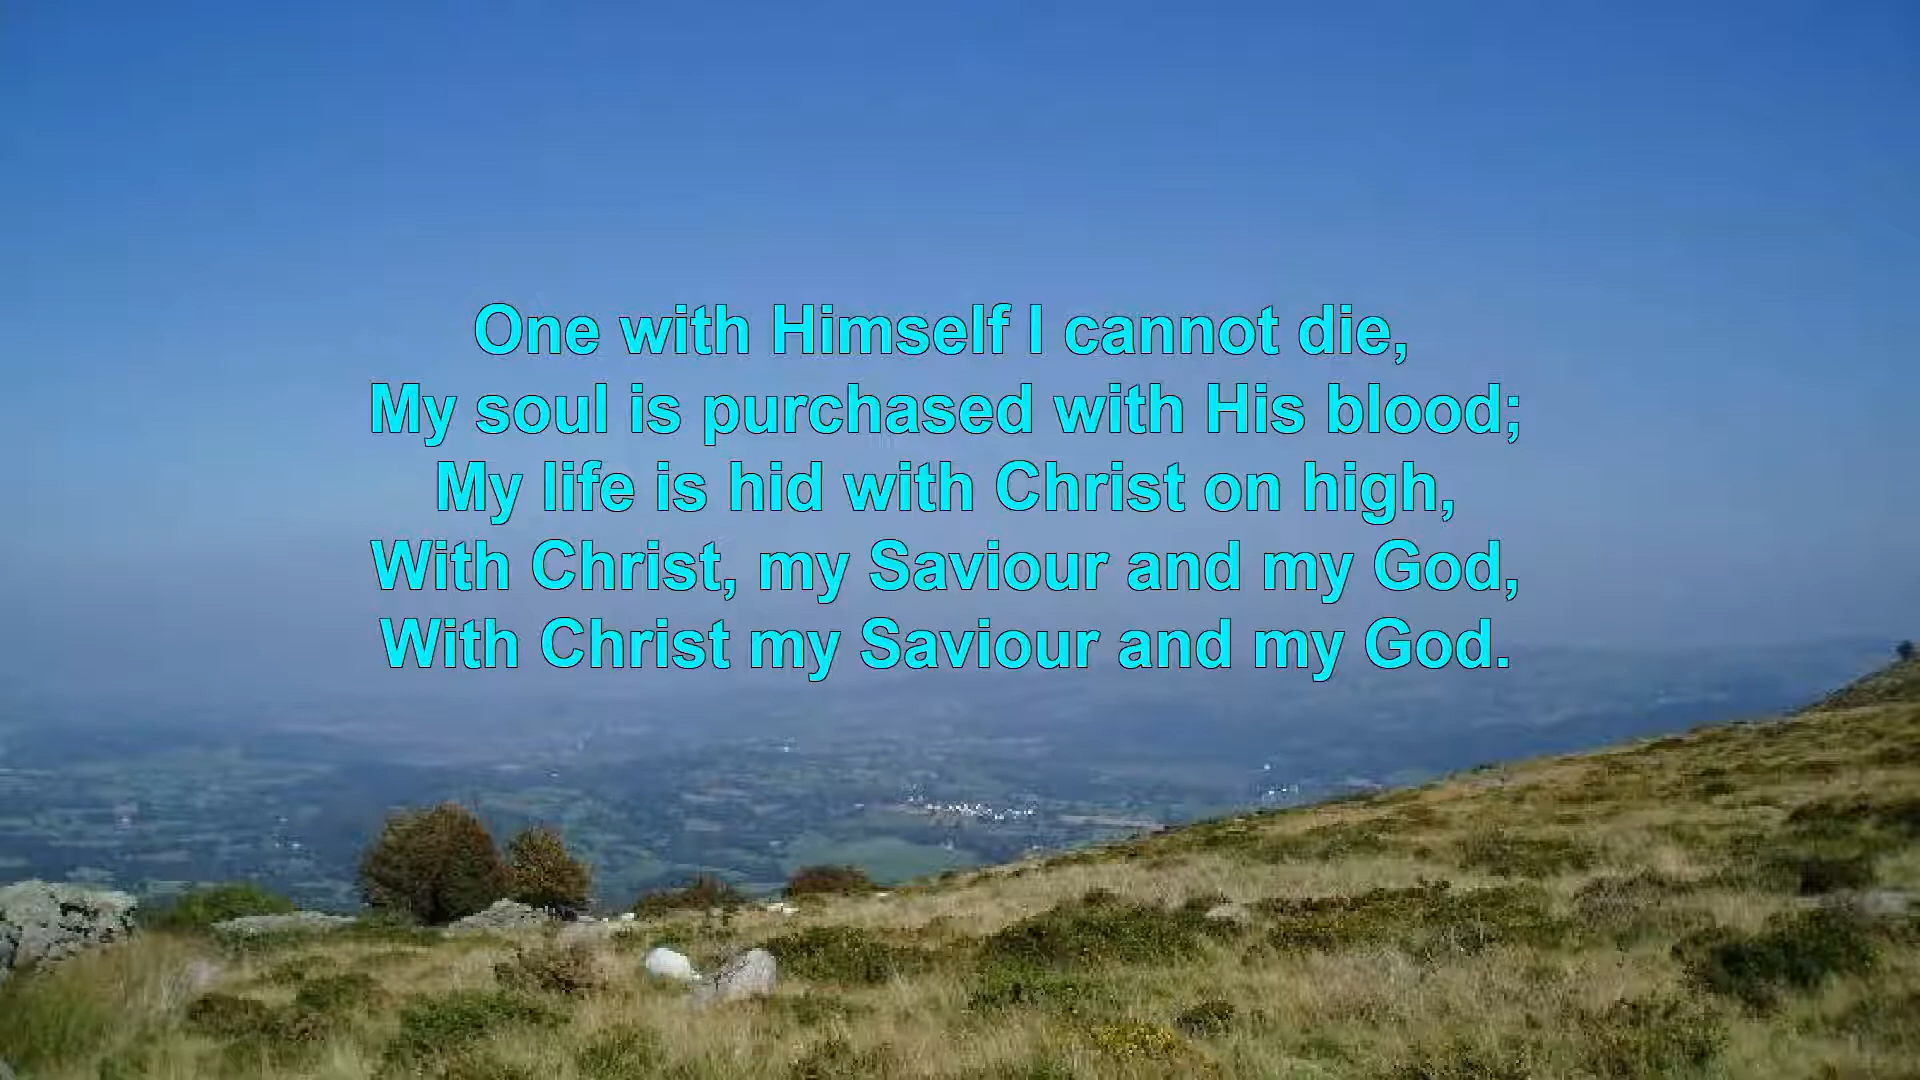 One with Himself I cannot die,
My soul is purchased with His blood;
My life is hid with Christ on high,
With Christ, my Saviour and my God,
With Christ my Saviour and my God.